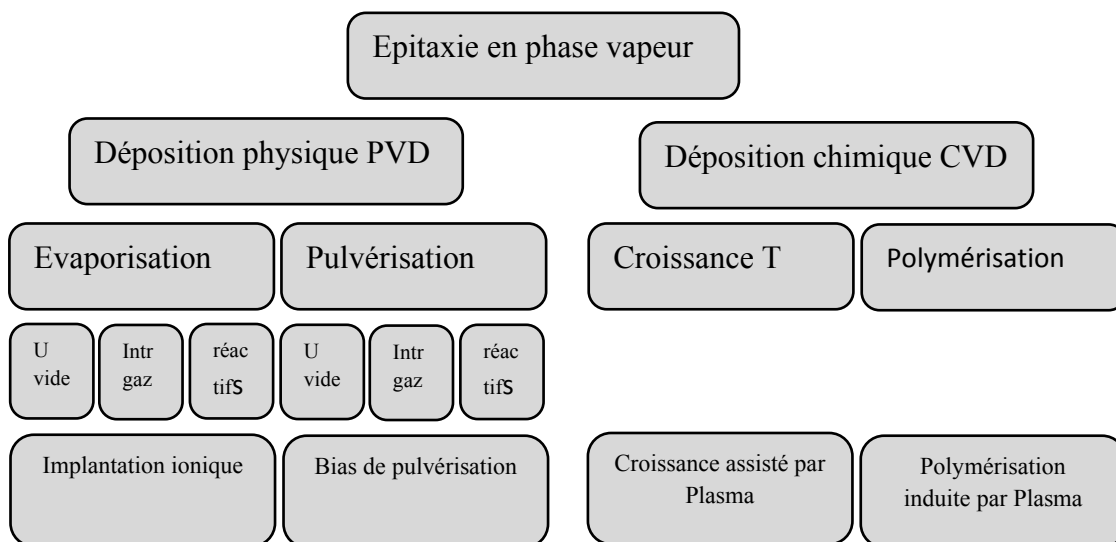 Epitaxie en phase vapeur
Déposition physique PVD
Déposition chimique CVD
Evaporisation
Pulvérisation
Croissance T
Polymérisation
U
vide
Intr
gaz
réac
tifS
U
vide
Intr
gaz
réac
tifS
Implantation ionique
Bias de pulvérisation
Croissance assisté par
Plasma
Polymérisation
induite par Plasma